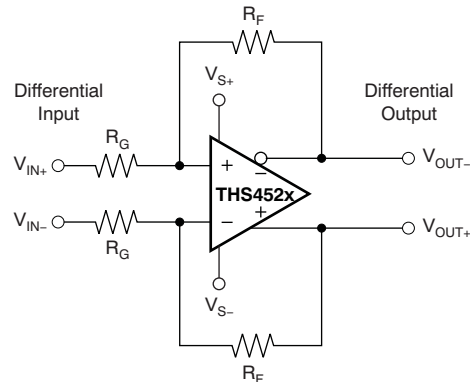 R_F
V_S+
Differential
Input
Differential
Output
R_G
V_IN+
+
−
V_OUT−
THS452x
V_IN−
−
+
V_OUT+
R_G
V_S−
R_F